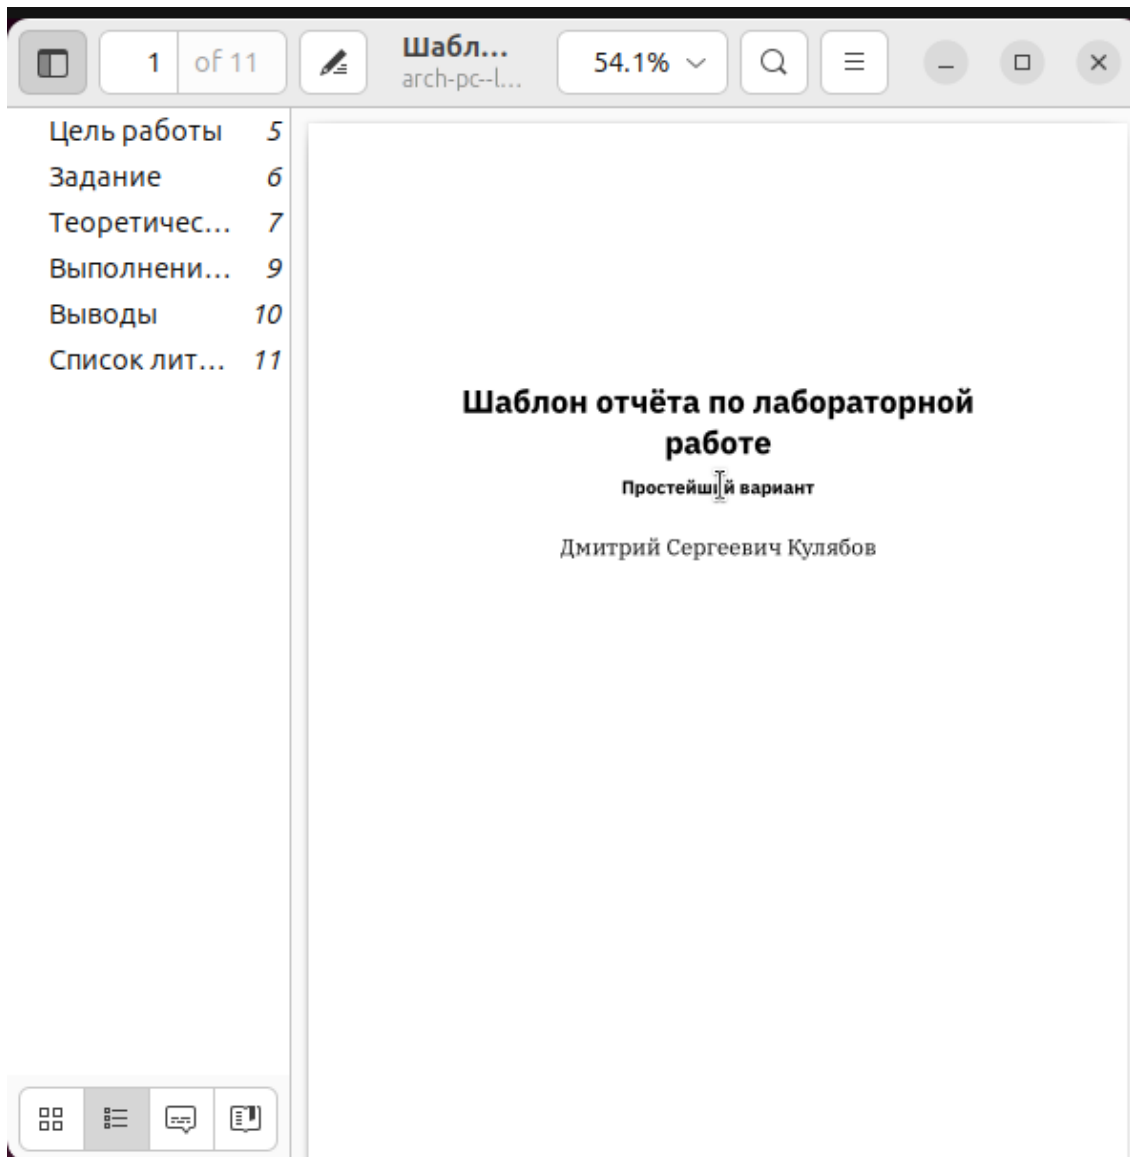 1 of 11
Шабл...
arch-pc--l...
54.1%
Цель работы 5
Задание 6
Теоретичес... 7
Выполнени... 9
Выводы 10
Список лит... 11
Шаблон отчёта по лабораторной
работе
Простейший вариант
Дмитрий Сергеевич Кулябов